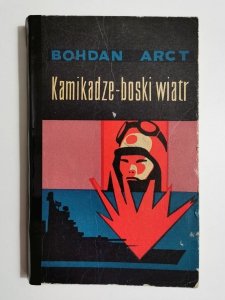 BOHDAN ARCT
Kamikadze-boski wiatr